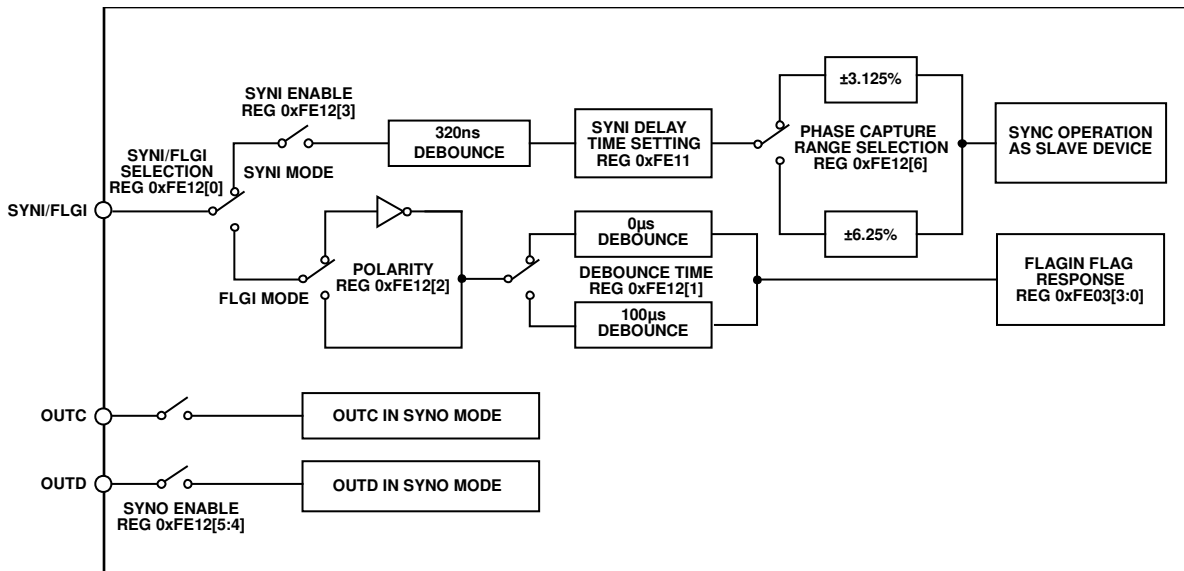 SYNI ENABLE
REG 0xFE12[3]
SYNI/FLGI
SELECTION
REG 0xFE12[0]
SYNI MODE
320ns
DEBOUNCE
SYNI DELAY
TIME SETTING
REG 0xFE11
±3.125%
PHASE CAPTURE
RANGE SELECTION
REG 0xFE12[6]
±6.25%
SYNC OPERATION
AS SLAVE DEVICE
SYNI/FLGI
FLGI MODE
POLARITY
REG 0xFE12[2]
0µs
DEBOUNCE
DEBOUNCE TIME
REG 0xFE12[1]
100µs
DEBOUNCE
FLAGIN FLAG
RESPONSE
REG 0xFE03[3:0]
OUTC
OUTC IN SYNO MODE
OUTD
OUTD IN SYNO MODE
SYNO ENABLE
REG 0xFE12[5:4]